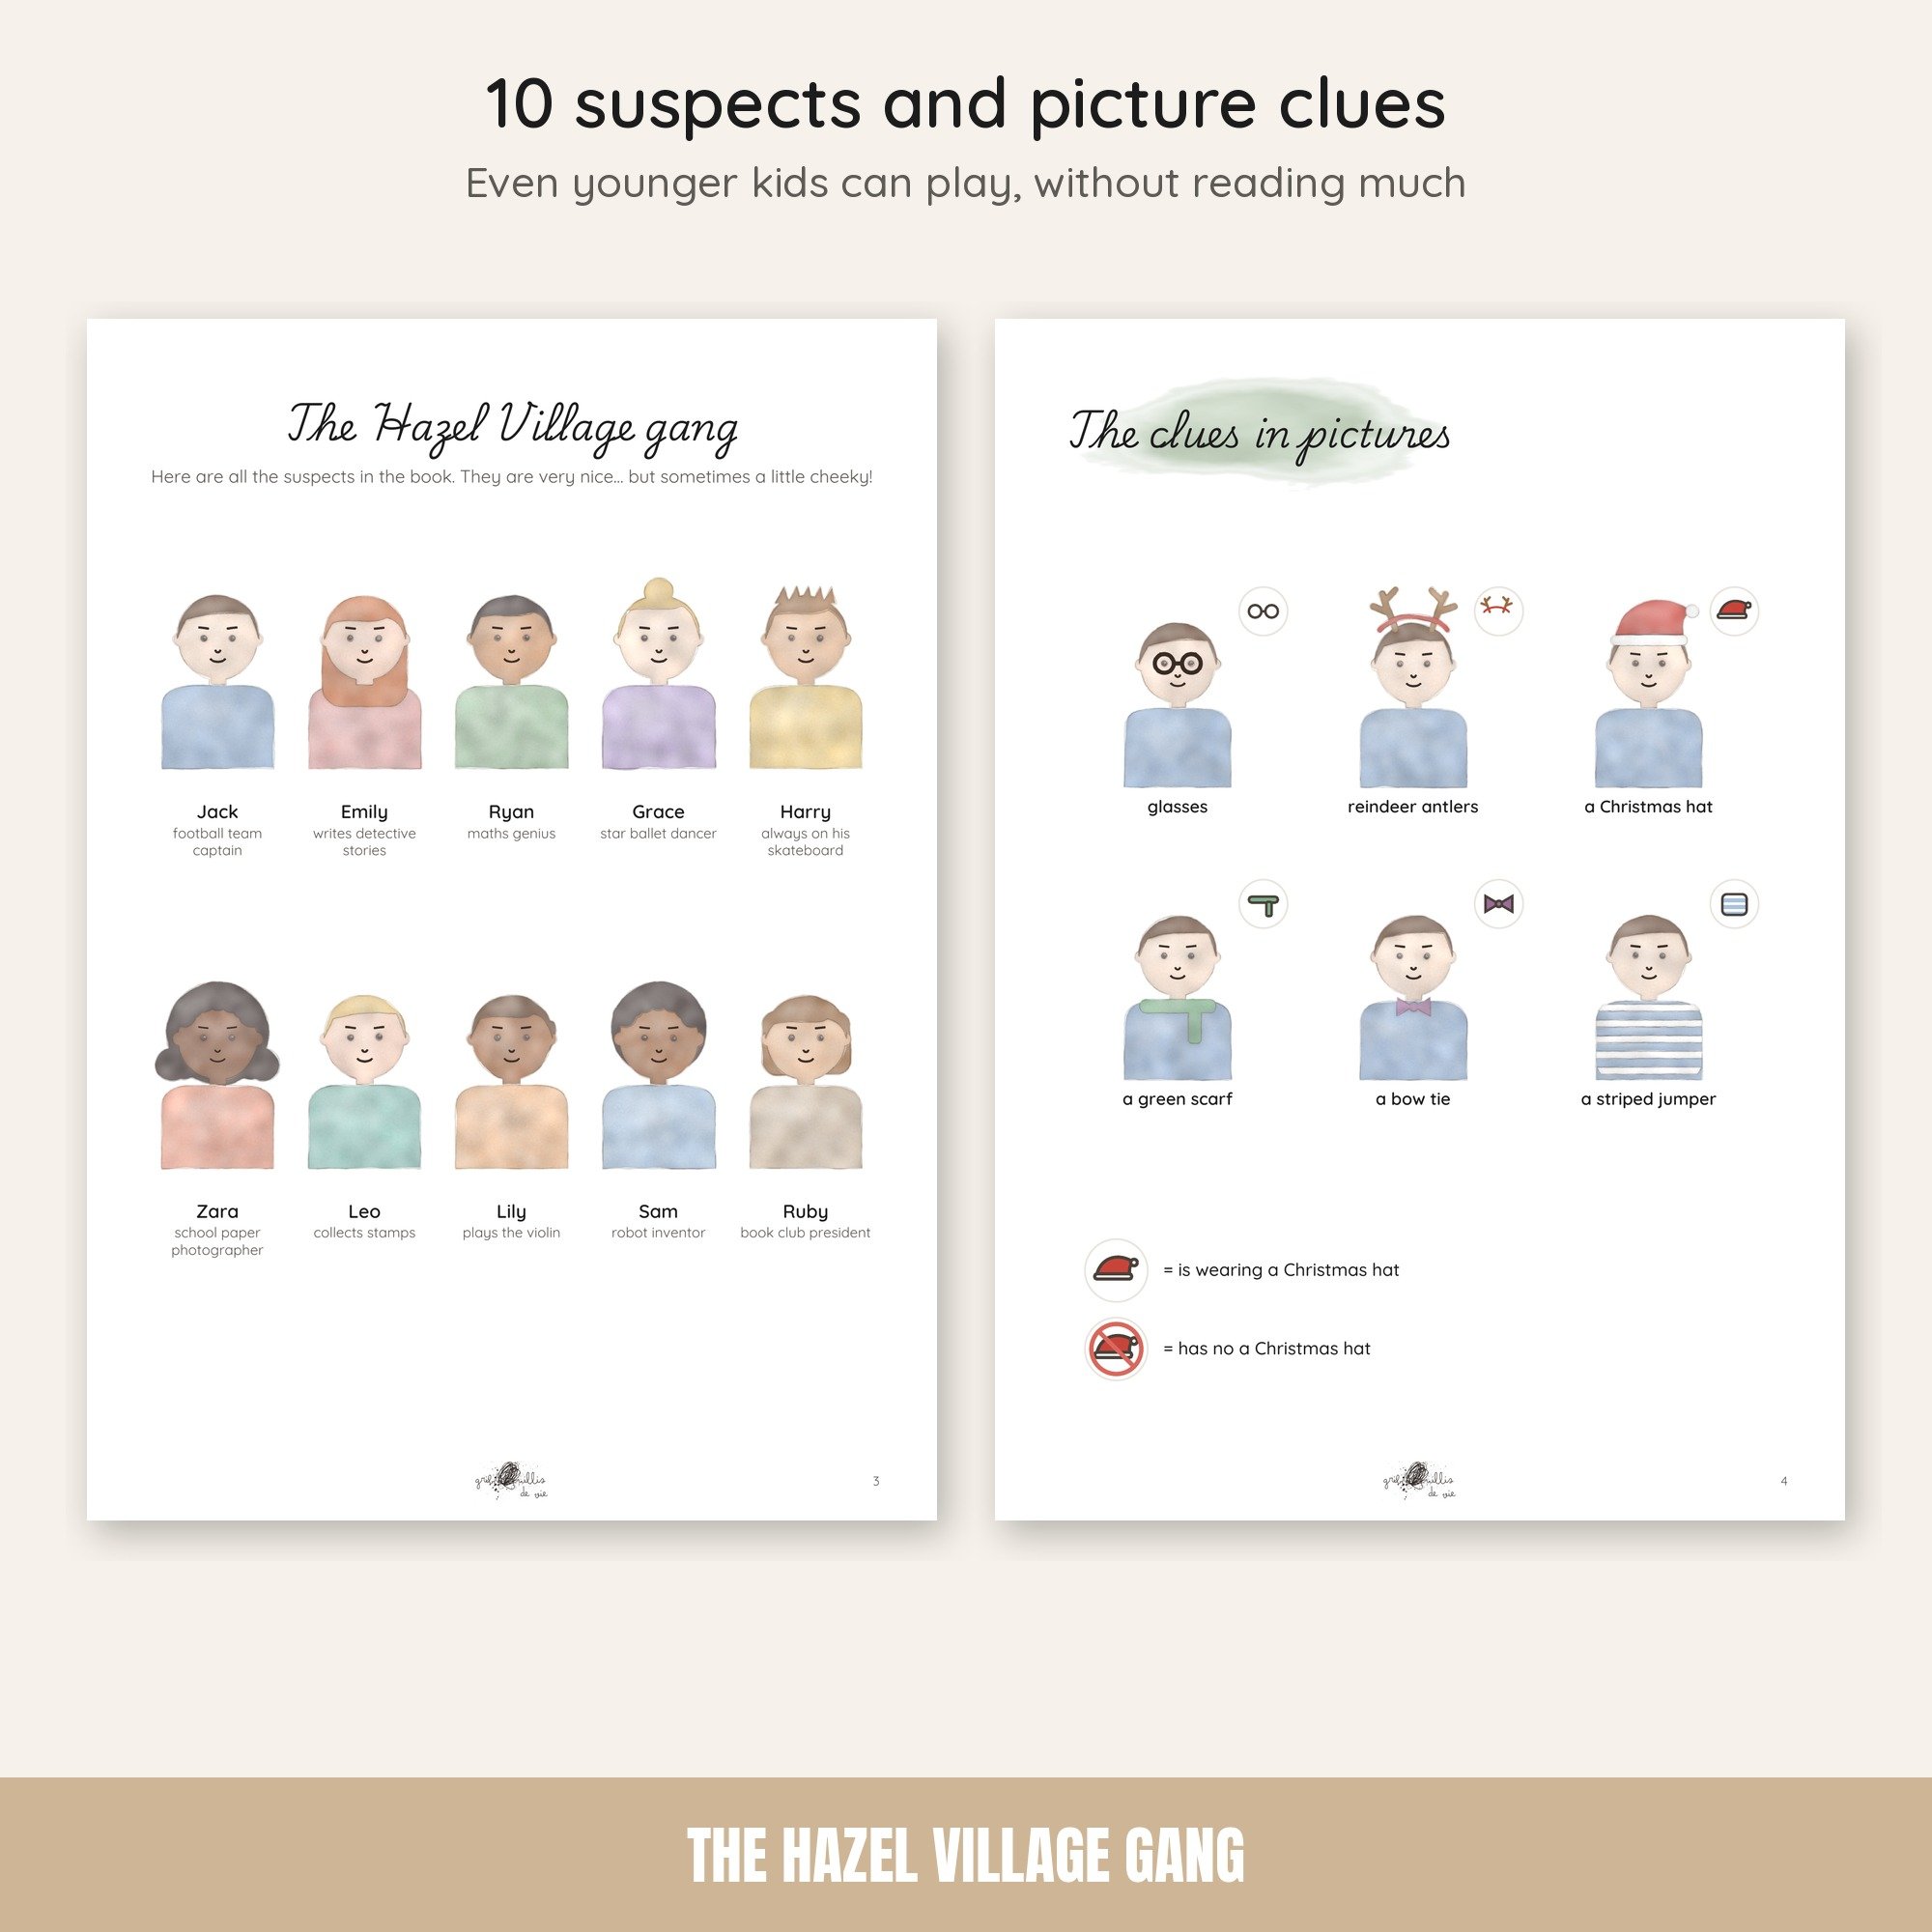 10 suspects and picture clues
Even younger kids can play, without reading much
The Hazel Village gang
Here are all the suspects in the book. They are very nice... but sometimes a little cheeky!
Jack
football team
captain
Emily
writes detective
stories
Ryan
maths genius
Grace
star ballet dancer
Harry
always on his
skateboard
Zara
school paper
photographer
Leo
collects stamps
Lily
plays the violin
Sam
robot inventor
Ruby
book club president
3
The clues in pictures
glasses
reindeer antlers
a Christmas hat
a green scarf
a bow tie
a striped jumper
= is wearing a Christmas hat
= has no a Christmas hat
de vie
4
THE HAZEL VILLAGE GANG